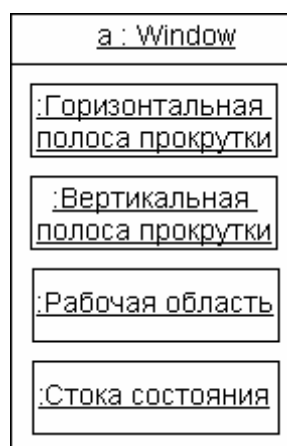 a : Window
:Горизонтальная
полоса прокрутки
:Вертикальная
полоса прокрутки
:Рабочая область
:Стока состояния